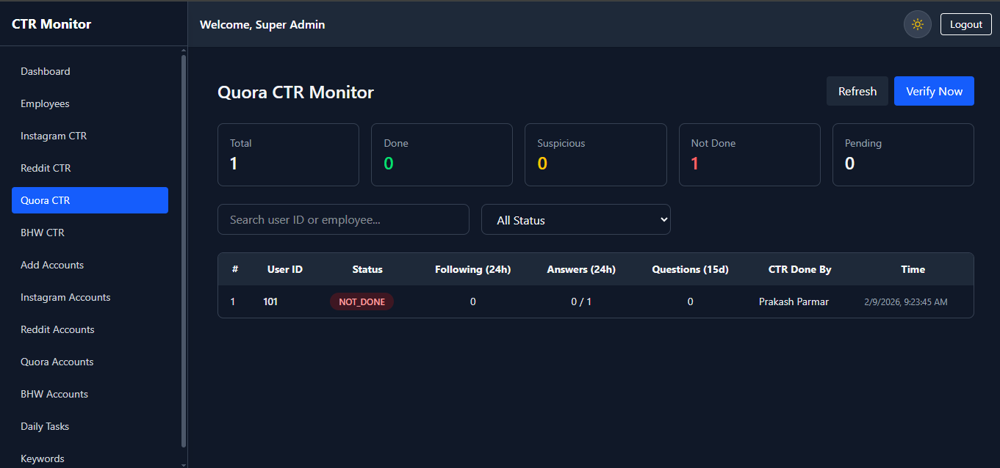 CTR Monitor
Welcome, Super Admin
Logout
Dashboard
Employees
Instagram CTR
Reddit CTR
Quora CTR
BHW CTR
Add Accounts
Instagram Accounts
Reddit Accounts
Quora Accounts
BHW Accounts
Daily Tasks
Keywords
Quora CTR Monitor
Refresh
Verify Now
Total
1
Done
0
Suspicious
0
Not Done
1
Pending
0
Search user ID or employee...
All Status
# User ID Status Following (24h) Answers (24h) Questions (15d) CTR Done By Time
1 101 NOT_DONE 0 0 / 1 0 Prakash Parmar 2/9/2026, 9:23:45 AM